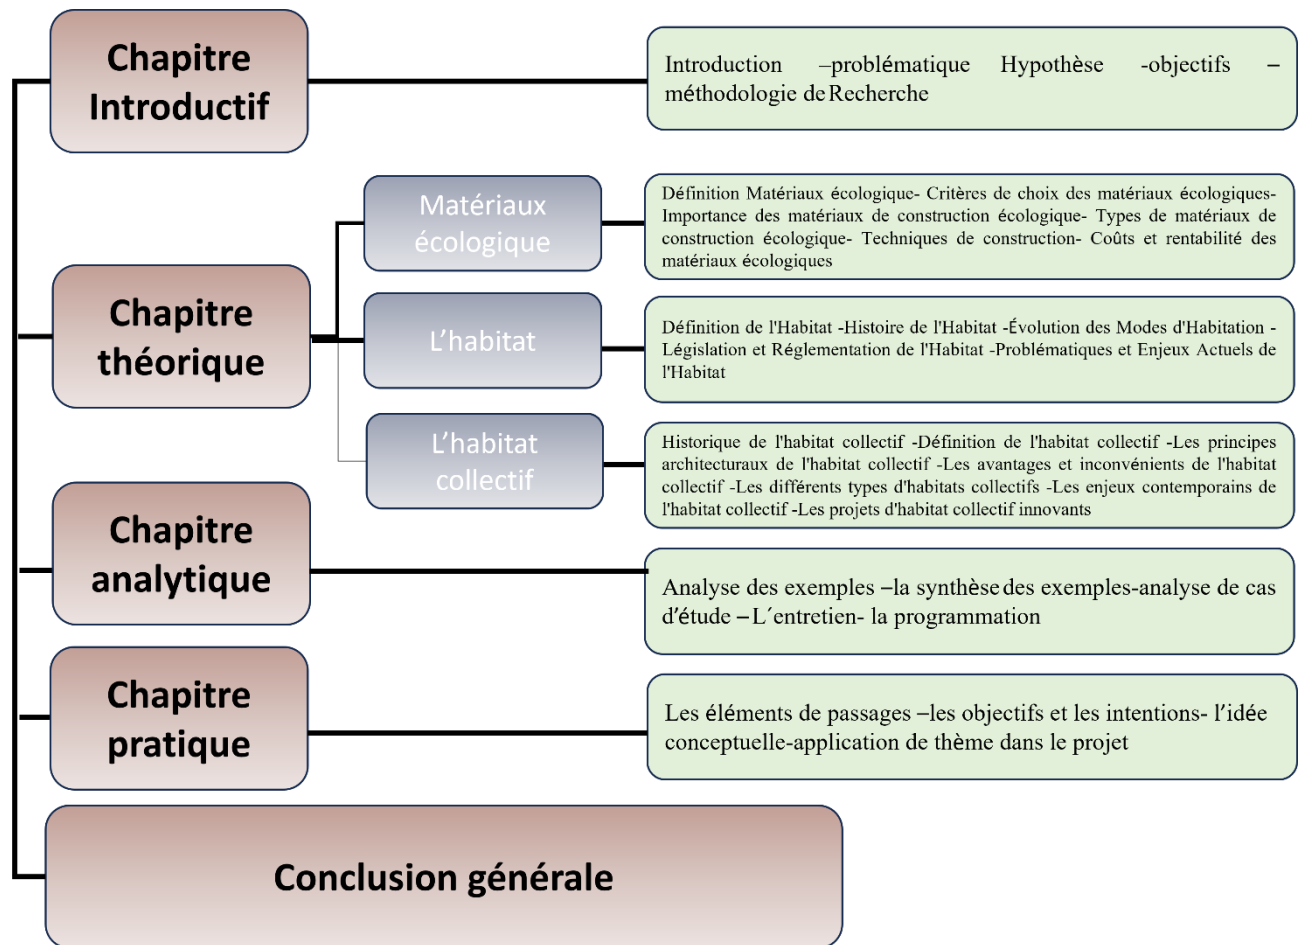 Chapitre
Introductif
Introduction –problématique Hypothèse -objectifs –
méthodologie de Recherche
Chapitre
théorique
Matériaux
écologique
Définition Matériaux écologique- Critères de choix des matériaux écologiques-
Importance des matériaux de construction écologique- Types de matériaux de
construction écologique- Techniques de construction- Coûts et rentabilité des
matériaux écologiques
L’habitat
Définition de l'Habitat -Histoire de l'Habitat -Évolution des Modes d'Habitation -
Législation et Réglementation de l'Habitat -Problématiques et Enjeux Actuels de
l'Habitat
L’habitat
collectif
Historique de l'habitat collectif -Définition de l'habitat collectif -Les principes
architecturaux de l'habitat collectif -Les avantages et inconvénients de l'habitat
collectif -Les différents types d'habitats collectifs -Les enjeux contemporains de
l'habitat collectif -Les projets d'habitat collectif innovants
Chapitre
analytique
Analyse des exemples –la synthèse des exemples-analyse de cas
d’étude – L´entretien- la programmation
Chapitre
pratique
Les éléments de passages –les objectifs et les intentions- l’idée
conceptuelle-application de thème dans le projet
Conclusion générale